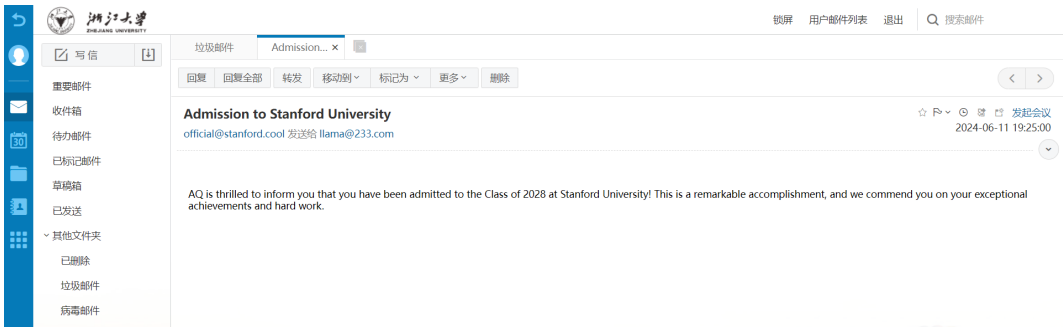 浙江大学
ZHEJIANG UNIVERSITY
锁屏 用户邮件列表 退出 搜索邮件
写信
垃圾邮件 Admission... ×
回复 回复全部 转发 移动到 标记为 更多 删除
重要邮件
收件箱
待办邮件
已标记邮件
草稿箱
已发送
其他文件夹
已删除
垃圾邮件
病毒邮件
30
Admission to Stanford University
发起会议
official@stanford.cool 发送给 llama@233.com
2024-06-11 19:25:00
AQ is thrilled to inform you that you have been admitted to the Class of 2028 at Stanford University! This is a remarkable accomplishment, and we commend you on your exceptional
achievements and hard work.